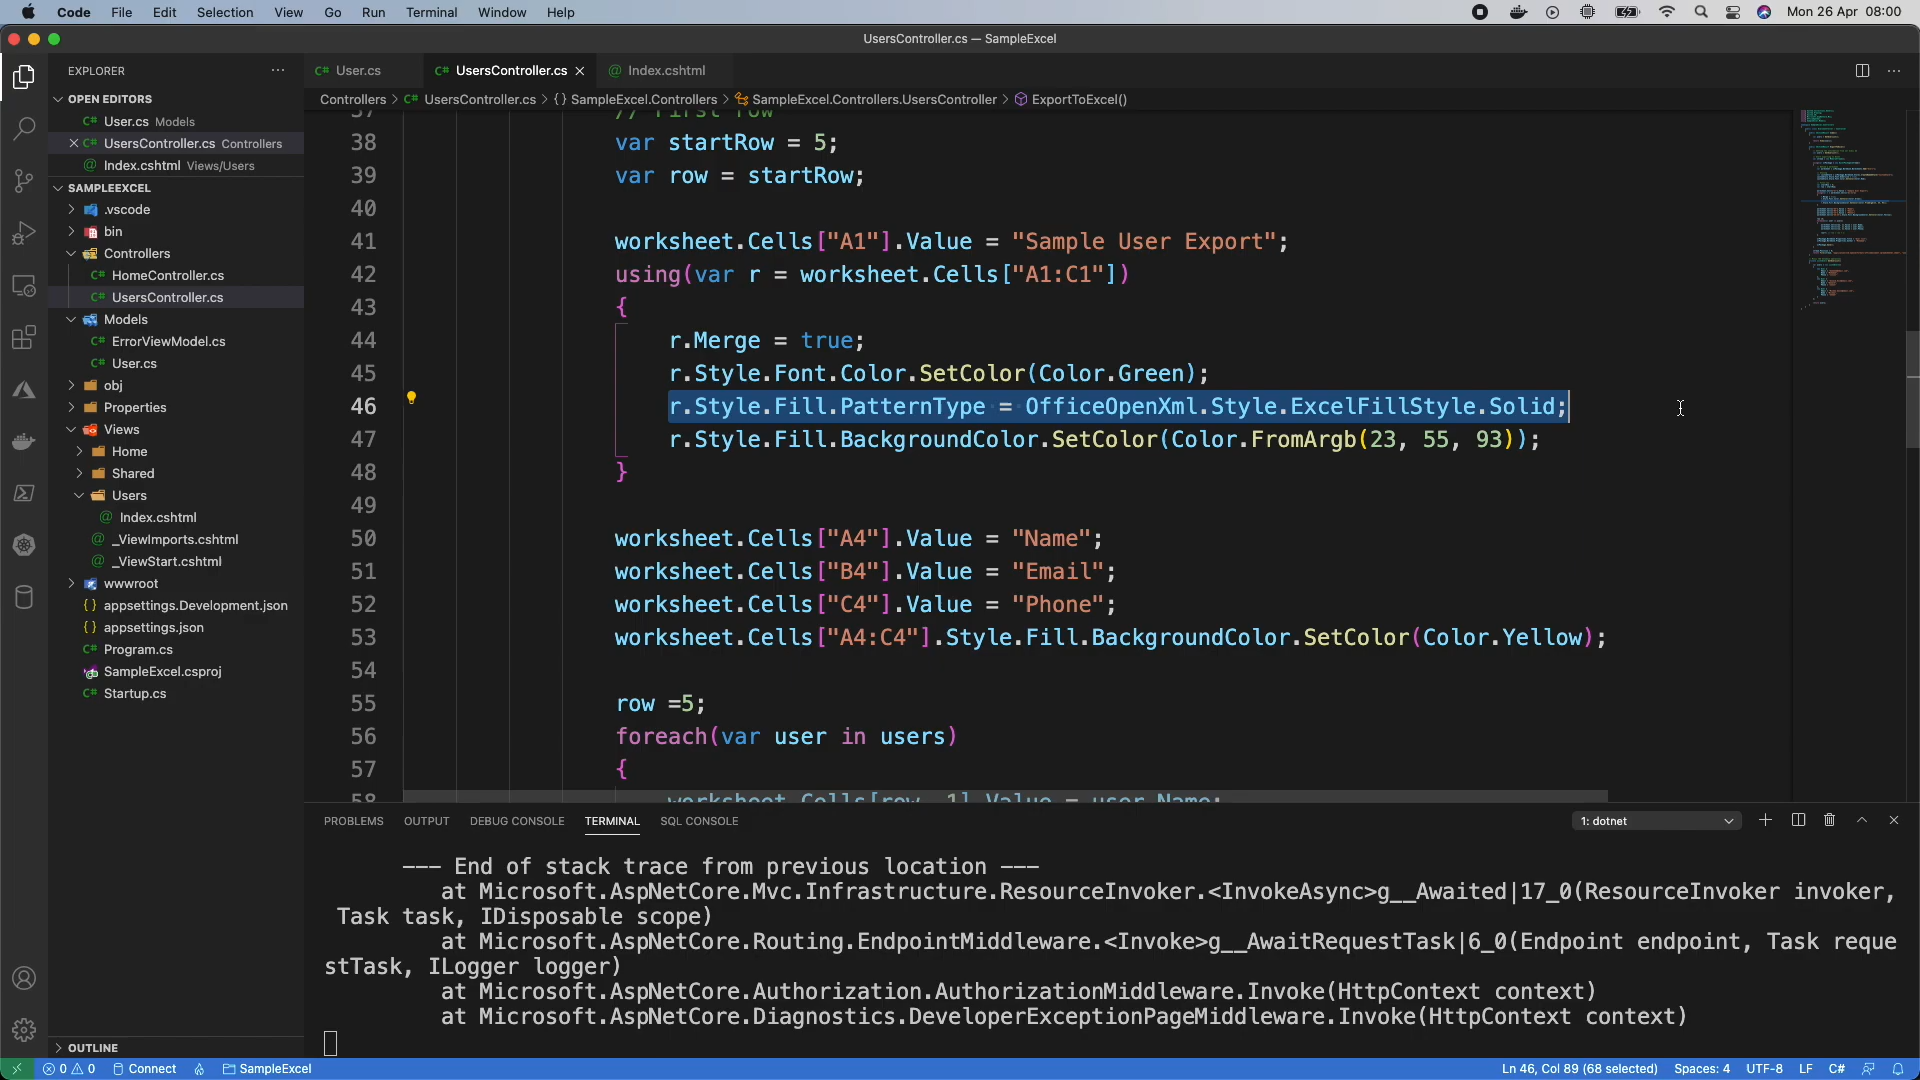 Code File Edit Selection View Go Run Terminal Window Help Mon 26 Apr 08:00
UsersController.cs — SampleExcel
EXPLORER
User.cs UsersController.cs Index.cshtml
Controllers > UsersController.cs > {} SampleExcel.Controllers > SampleExcel.Controllers.UsersController > ExportToExcel()
OPEN EDITORS
User.cs Models
UsersController.cs Controllers
Index.cshtml Views/Users
SAMPLEEXCEL
.vscode
bin
Controllers
HomeController.cs
UsersController.cs
Models
ErrorViewModel.cs
User.cs
obj
Properties
Views
Home
Shared
Users
Index.cshtml
_ViewImports.cshtml
_ViewStart.cshtml
wwwroot
appsettings.Development.json
appsettings.json
Program.cs
SampleExcel.csproj
Startup.cs
OUTLINE
37 // First row
38 var startRow = 5;
39 var row = startRow;
40
41 worksheet.Cells["A1"].Value = "Sample User Export";
42 using(var r = worksheet.Cells["A1:C1"])
43 {
44 r.Merge = true;
45 r.Style.Font.Color.SetColor(Color.Green);
46 r.Style.Fill.PatternType = OfficeOpenXml.Style.ExcelFillStyle.Solid;
47 r.Style.Fill.BackgroundColor.SetColor(Color.FromArgb(23, 55, 93));
48 }
49
50 worksheet.Cells["A4"].Value = "Name";
51 worksheet.Cells["B4"].Value = "Email";
52 worksheet.Cells["C4"].Value = "Phone";
53 worksheet.Cells["A4:C4"].Style.Fill.BackgroundColor.SetColor(Color.Yellow);
54
55 row =5;
56 foreach(var user in users)
57 {
58 worksheet.Cells[row, 1].Value = user.Name;
PROBLEMS OUTPUT DEBUG CONSOLE TERMINAL SQL CONSOLE 1: dotnet
--- End of stack trace from previous location ---
at Microsoft.AspNetCore.Mvc.Infrastructure.ResourceInvoker.<InvokeAsync>g__Awaited|17_0(ResourceInvoker invoker,
Task task, IDisposable scope)
at Microsoft.AspNetCore.Routing.EndpointMiddleware.<Invoke>g__AwaitRequestTask|6_0(Endpoint endpoint, Task reque
stTask, ILogger logger)
at Microsoft.AspNetCore.Authorization.AuthorizationMiddleware.Invoke(HttpContext context)
at Microsoft.AspNetCore.Diagnostics.DeveloperExceptionPageMiddleware.Invoke(HttpContext context)
0 0 Connect SampleExcel Ln 46, Col 89 (68 selected) Spaces: 4 UTF-8 LF C#